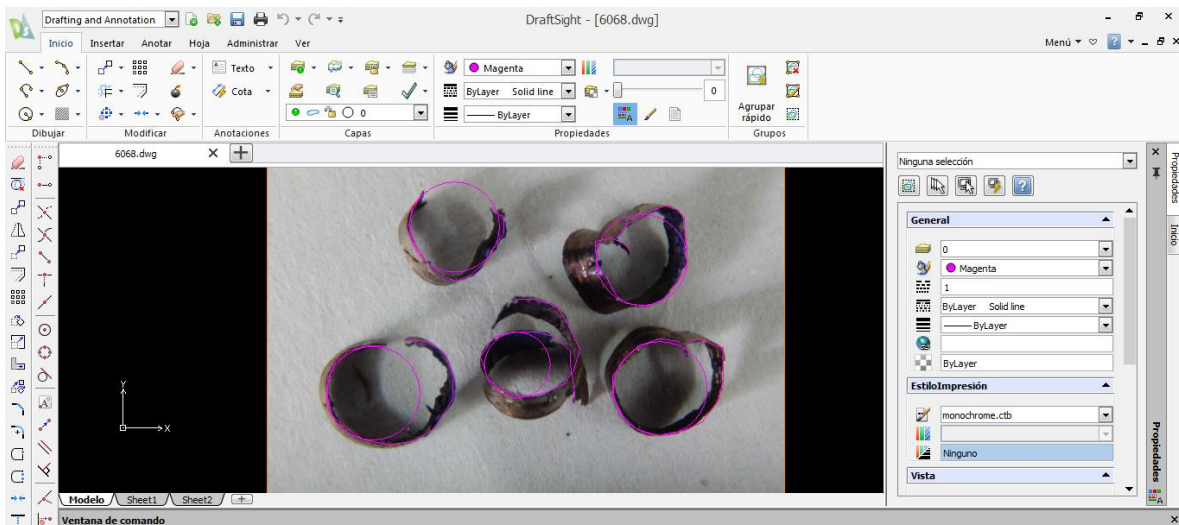 Drafting and Annotation
DraftSight - [6068.dwg]
Inicio Insertar Anotar Hoja Administrar Ver
Menú
Texto
Magenta
Cota
ByLayer Solid line
0
0
ByLayer
Agrupar
rápido
Dibujar Modificar Anotaciones Capas Propiedades Grupos
6068.dwg
Y
X
Modelo Sheet1 Sheet2
Ventana de comando
Ninguna selección
General
0
Magenta
1
ByLayer Solid line
ByLayer
ByLayer
EstiloImpresión
monochrome.ctb
Ninguno
Vista
Propiedades
Propiedades
Inicio